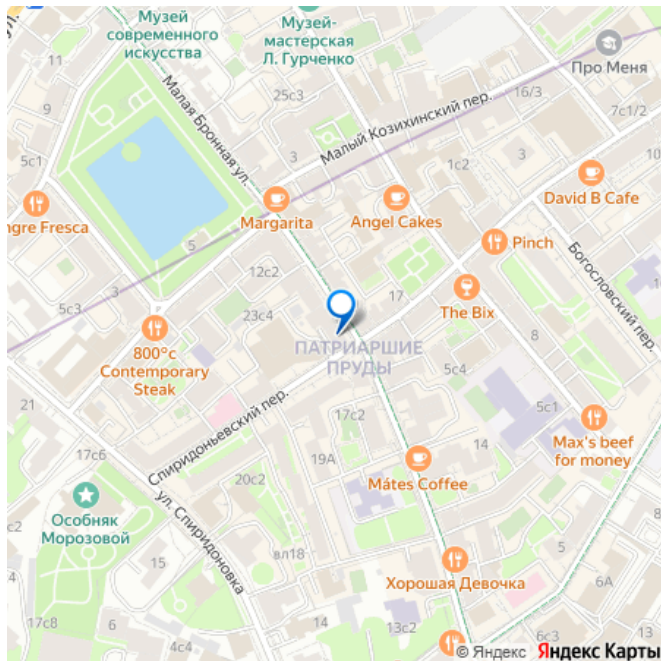 ул.
Музей
современного
искусства
Музей-
мастерская
Л. Гурченко
Про Меня
11
25с3
16/3
7с1/2
9
Малая Бронная ул.
Малый Козихинский пер.
3
3
1с2
5с1
David B Cafe
ngre Fresca
Margarita
Angel Cakes
Pinch
5
12с2
17
Богословский пер.
5с3
23с4
The Bix
8
ПАТРИАРШИЕ
ПРУДЫ
800°c
Contemporary
Steak
5с4
21
Спиридоньевский пер.
17с2
5с1
14
Max's beef
for money
17с6
19А
Mátes Coffee
20с2
ул. Спиридоновка
Особняк
Морозовой
5
вл18
15
Хорошая Девочка
6А
17с8
14
13с2
6с3
3
© Яндекс Яндекс Карты